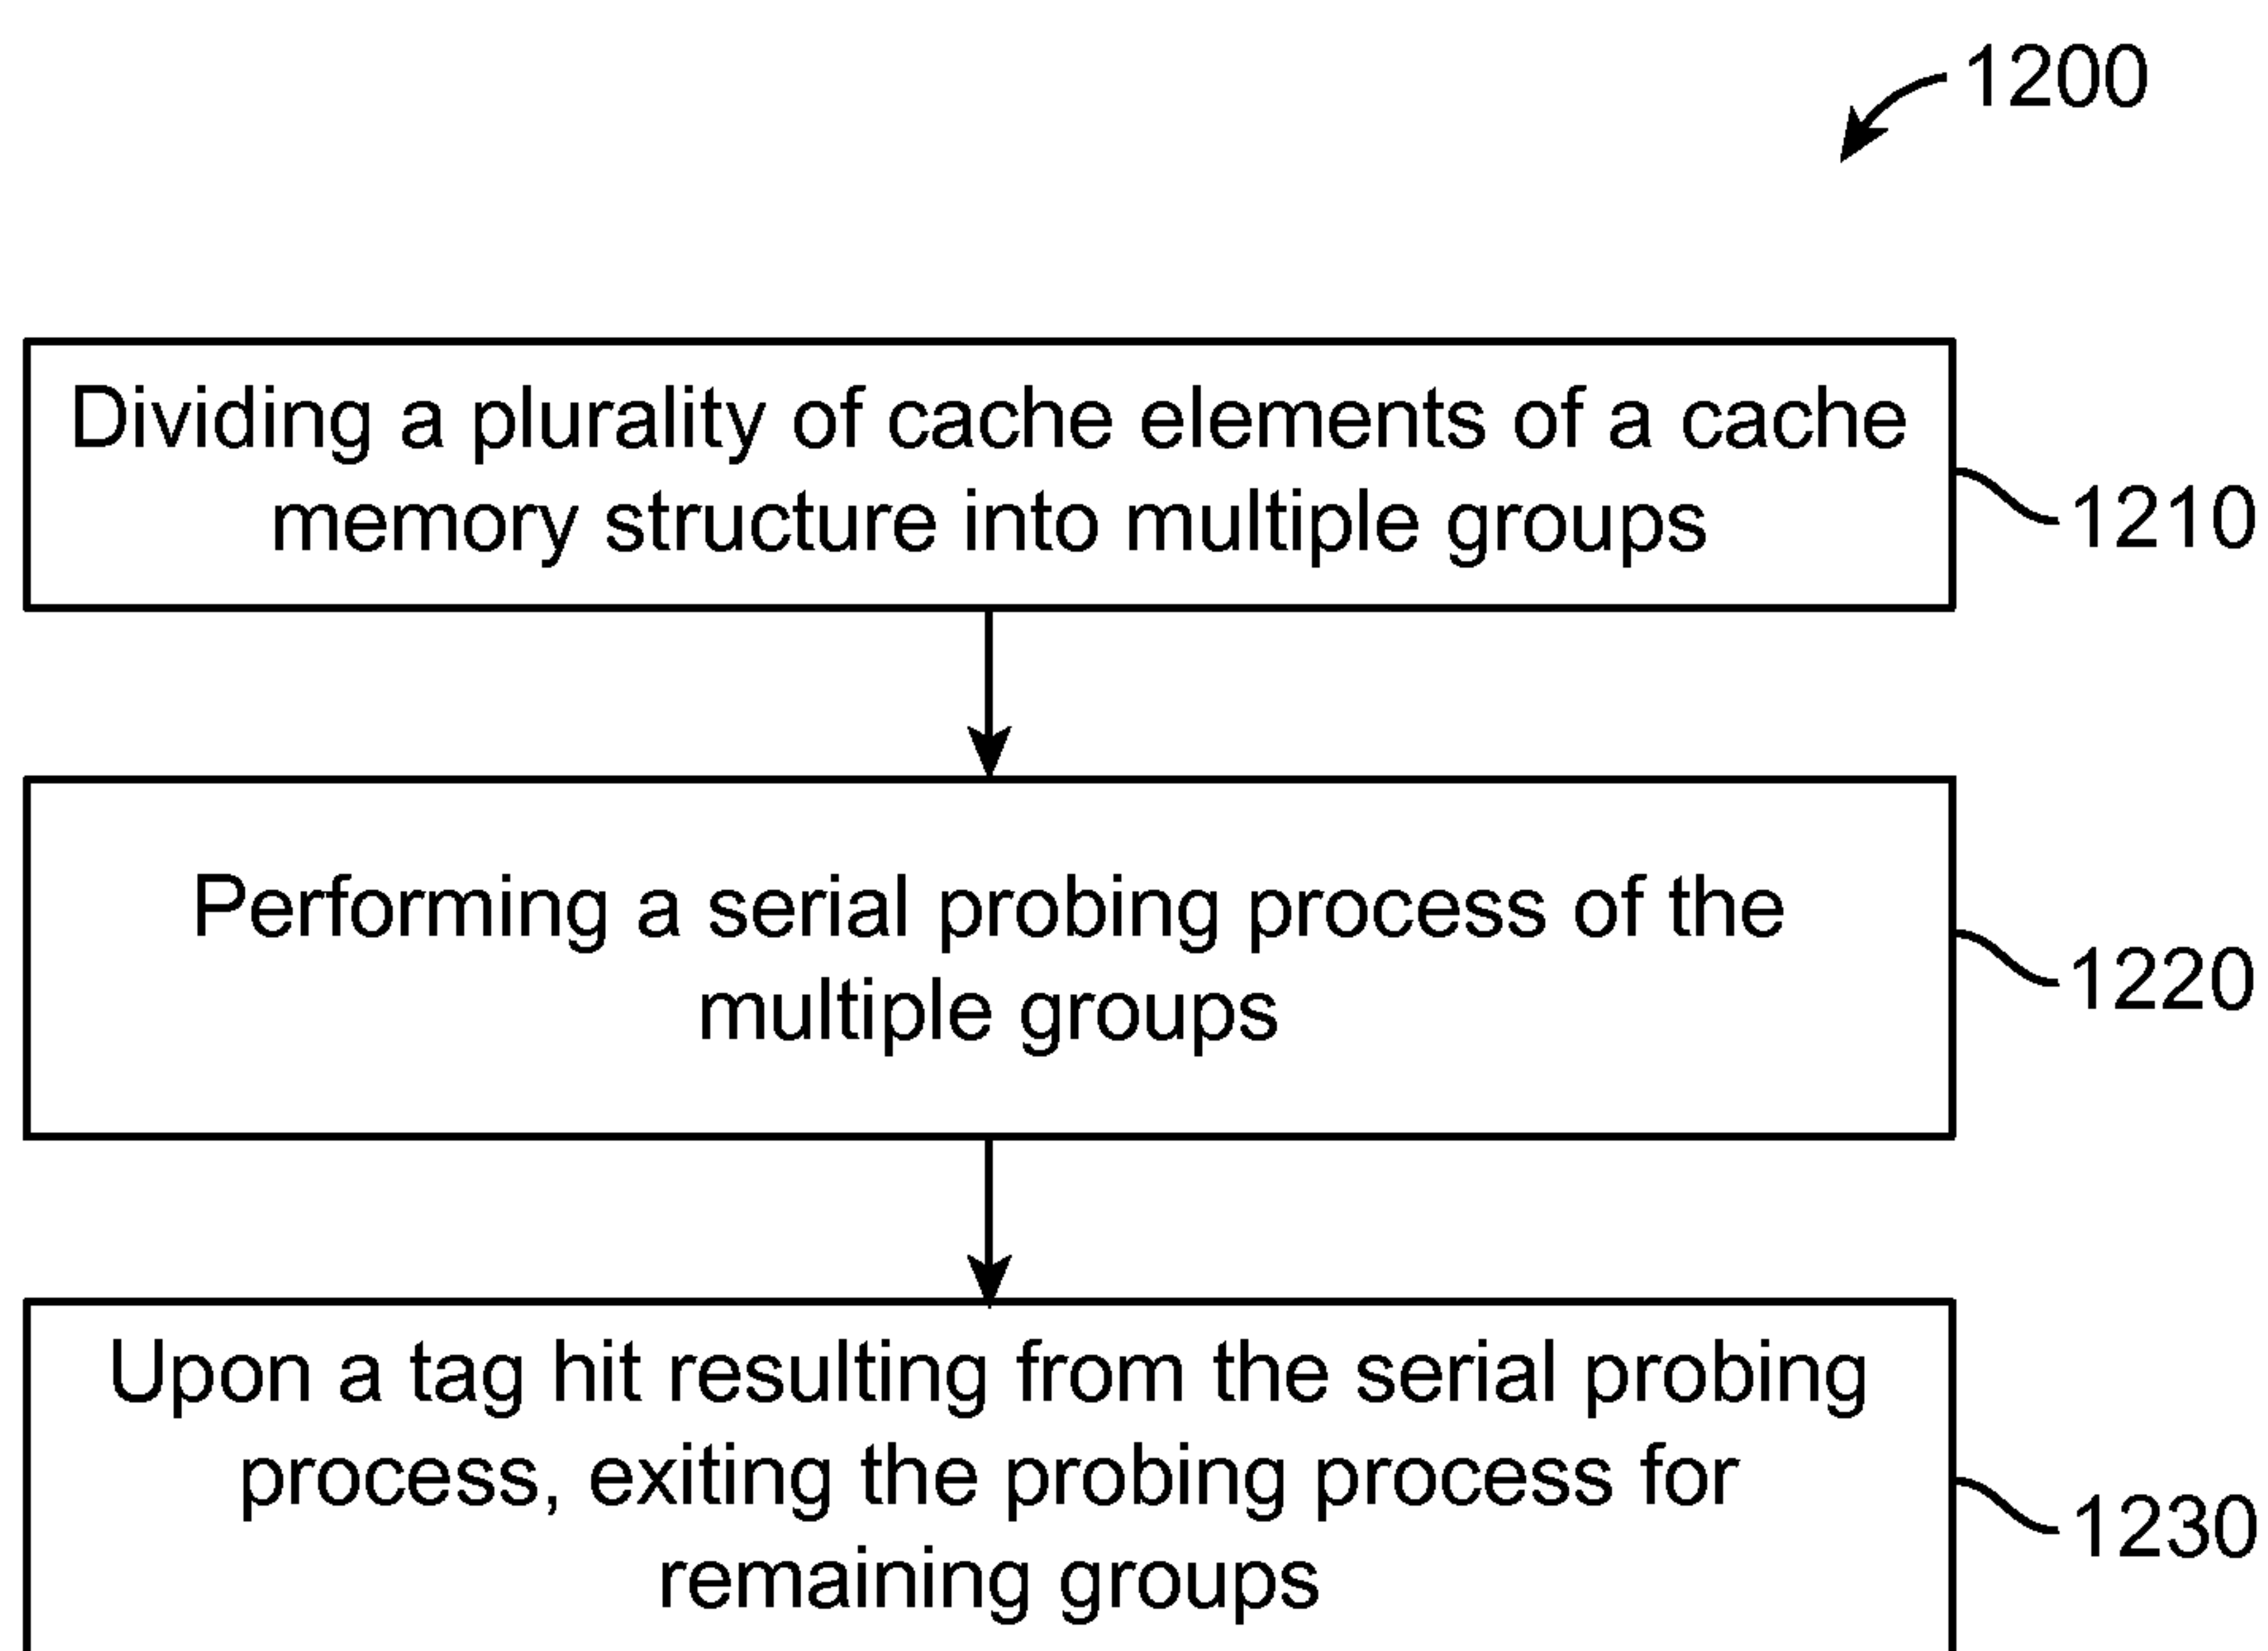 1200
Dividing a plurality of cache elements of a cache
memory structure into multiple groups
1210
Performing a serial probing process of the
multiple groups
1220
Upon a tag hit resulting from the serial probing
process, exiting the probing process for
remaining groups
1230